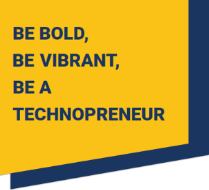 BE BOLD,
BE VIBRANT,
BE A
TECHNOPRENEUR